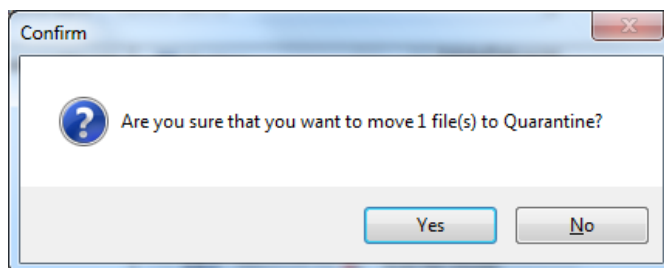 Confirm
Are you sure that you want to move 1 file(s) to Quarantine?
Yes
No